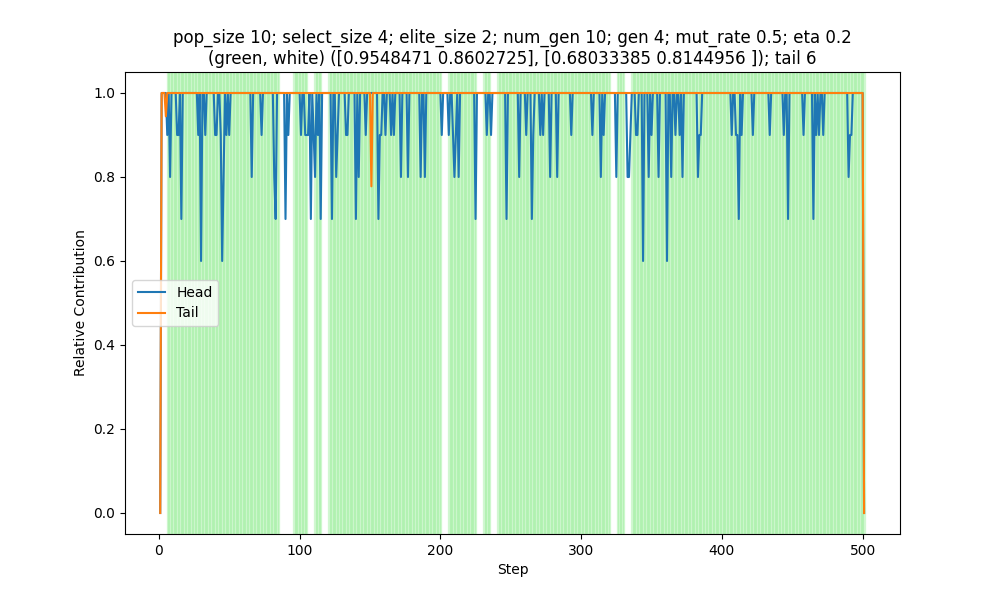 pop_size 10; select_size 4; elite_size 2; num_gen 10; gen 4; mut_rate 0.5; eta 0.2
(green, white) ([0.9548471 0.8602725], [0.68033385 0.8144956 ]); tail 6
1.0
0.8
0.6
0.4
0.2
0.0
Relative Contribution
Head
Tail
0
100
200
300
400
500
Step